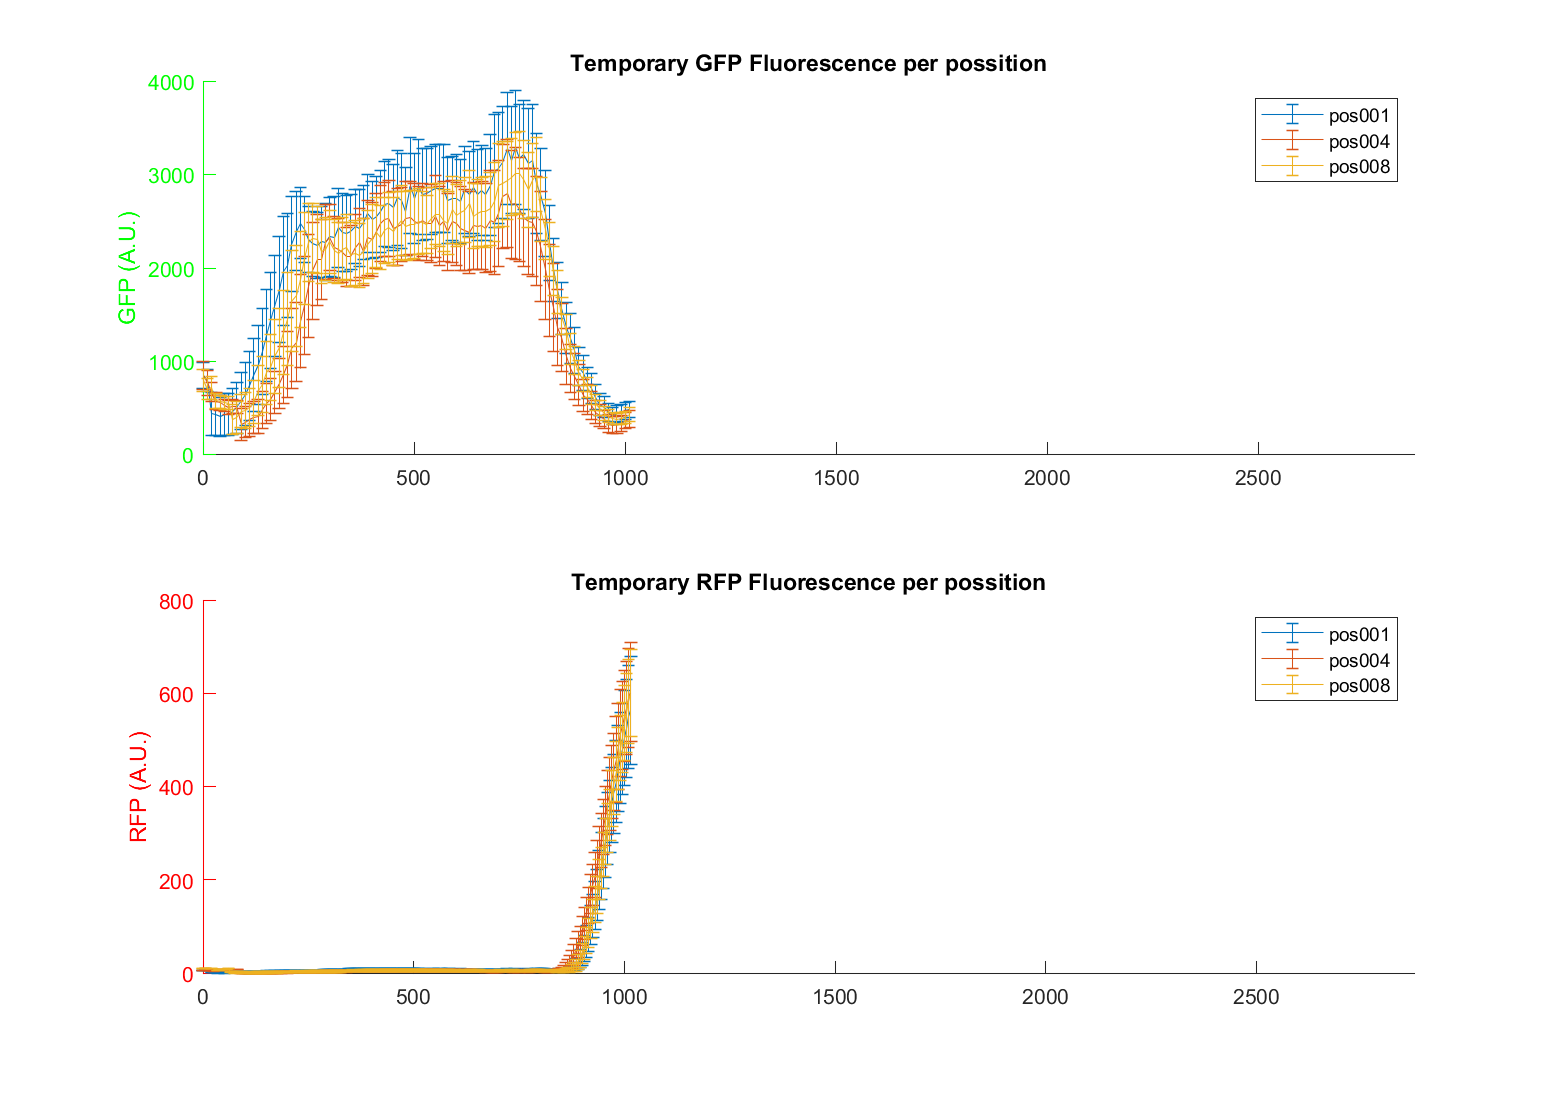 Temporary GFP Fluorescence per possition
GFP (A.U.)
4000
3000
2000
1000
0
0 500 1000 1500 2000 2500
pos001
pos004
pos008
Temporary RFP Fluorescence per possition
RFP (A.U.)
800
600
400
200
0
0 500 1000 1500 2000 2500
pos001
pos004
pos008